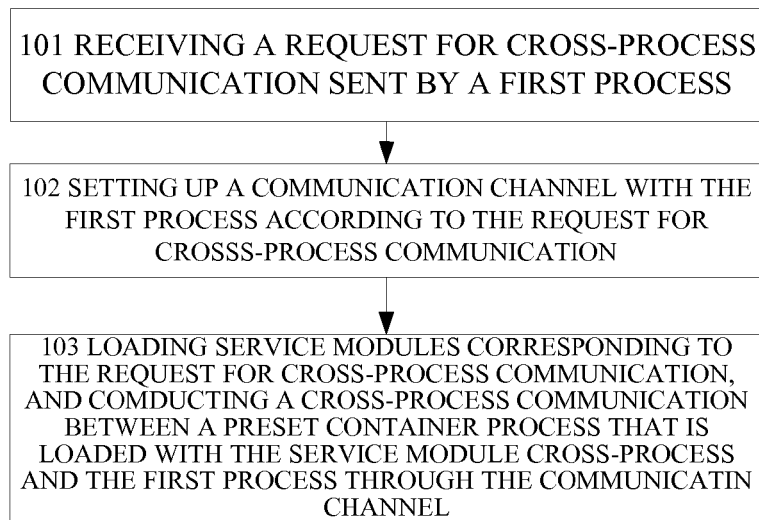 101 RECEIVING A REQUEST FOR CROSS-PROCESS
COMMUNICATION SENT BY A FIRST PROCESS
102 SETTING UP A COMMUNICATION CHANNEL WITH THE
FIRST PROCESS ACCORDING TO THE REQUEST FOR
CROSSS-PROCESS COMMUNICATION
103 LOADING SERVICE MODULES CORRESPONDING TO
THE REQUEST FOR CROSS-PROCESS COMMUNICATION,
AND COMDUCTING A CROSS-PROCESS COMMUNICATION
BETWEEN A PRESET CONTAINER PROCESS THAT IS
LOADED WITH THE SERVICE MODULE CROSS-PROCESS
AND THE FIRST PROCESS THROUGH THE COMMUNICATIN
CHANNEL